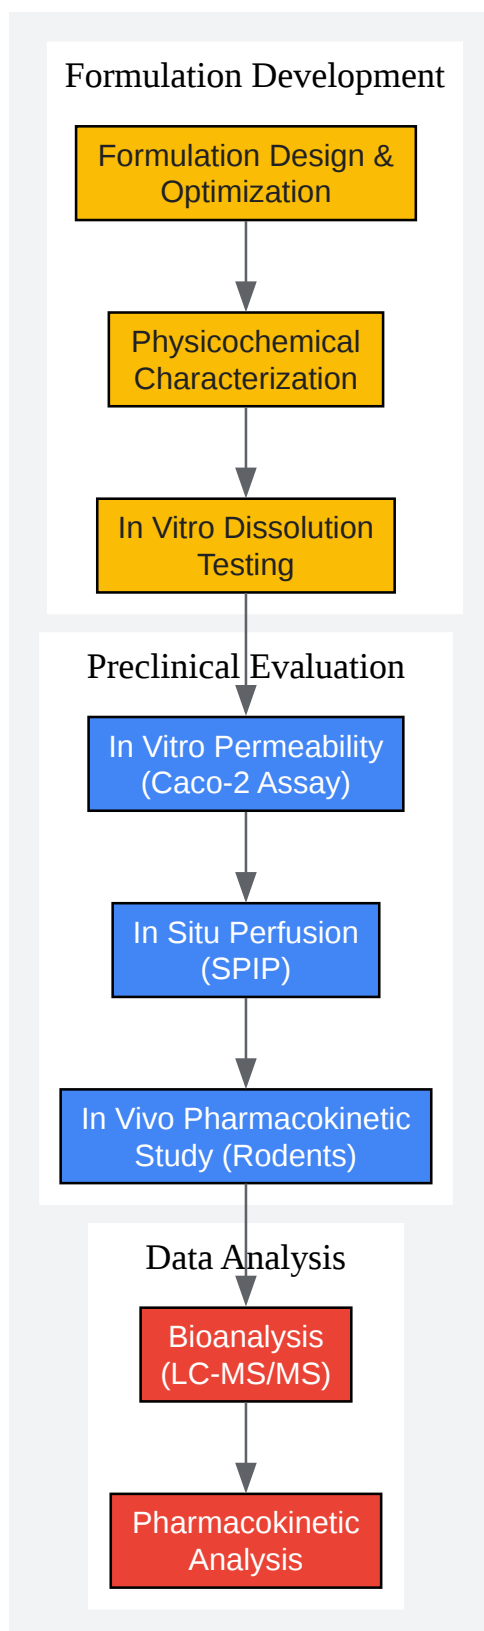 Formulation Development
Formulation Design &
Optimization
Physicochemical
Characterization
In Vitro Dissolution
Testing
Preclinical Evaluation
In Vitro Permeability
(Caco-2 Assay)
In Situ Perfusion
(SPIP)
In Vivo Pharmacokinetic
Study (Rodents)
Data Analysis
Bioanalysis
(LC-MS/MS)
Pharmacokinetic
Analysis